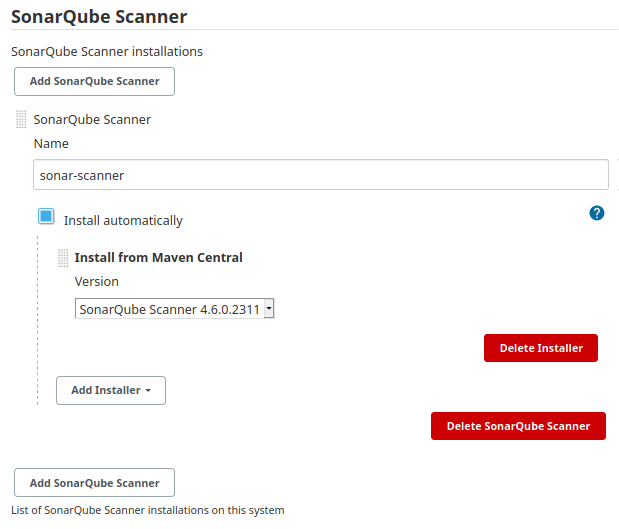 SonarQube Scanner
SonarQube Scanner installations
Add SonarQube Scanner
SonarQube Scanner
Name
sonar-scanner
Install automatically
?
Install from Maven Central
Version
SonarQube Scanner 4.6.0.2311
Delete Installer
Add Installer
Delete SonarQube Scanner
Add SonarQube Scanner
List of SonarQube Scanner installations on this system